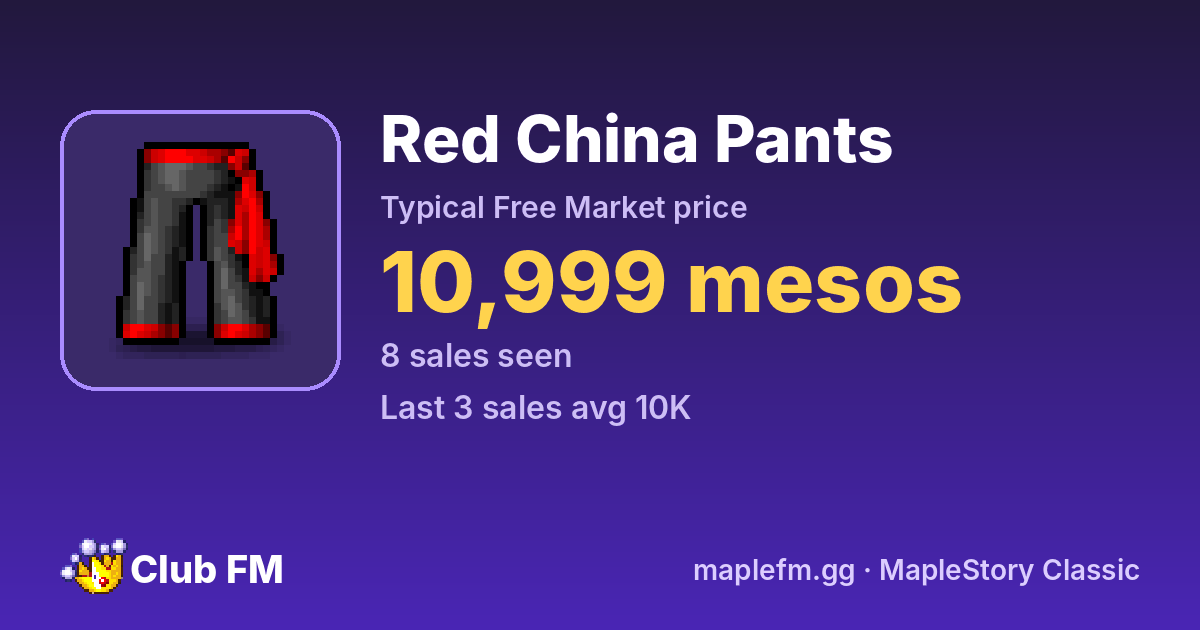 Red China Pants
Typical Free Market price
10,999 mesos
8 sales seen
Last 3 sales avg 10K
Club FM
maplefm.gg · MapleStory Classic